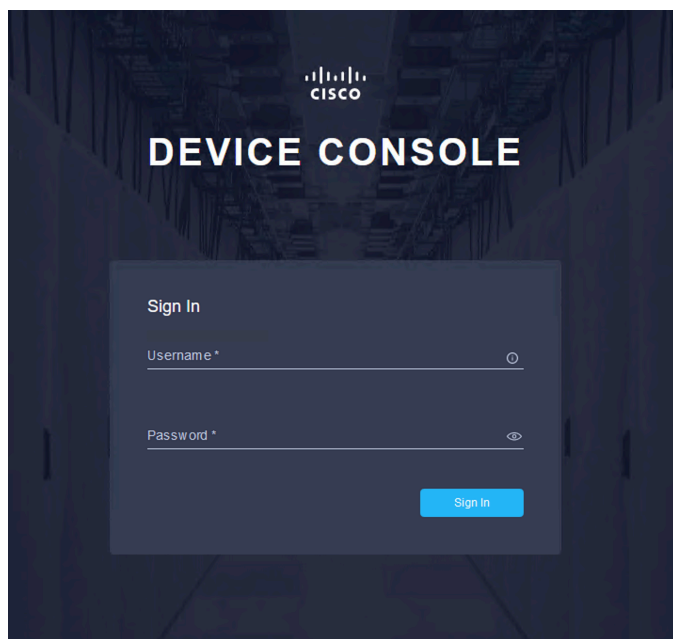 CISCO
DEVICE CONSOLE
Sign In
Username *
Password *
Sign In